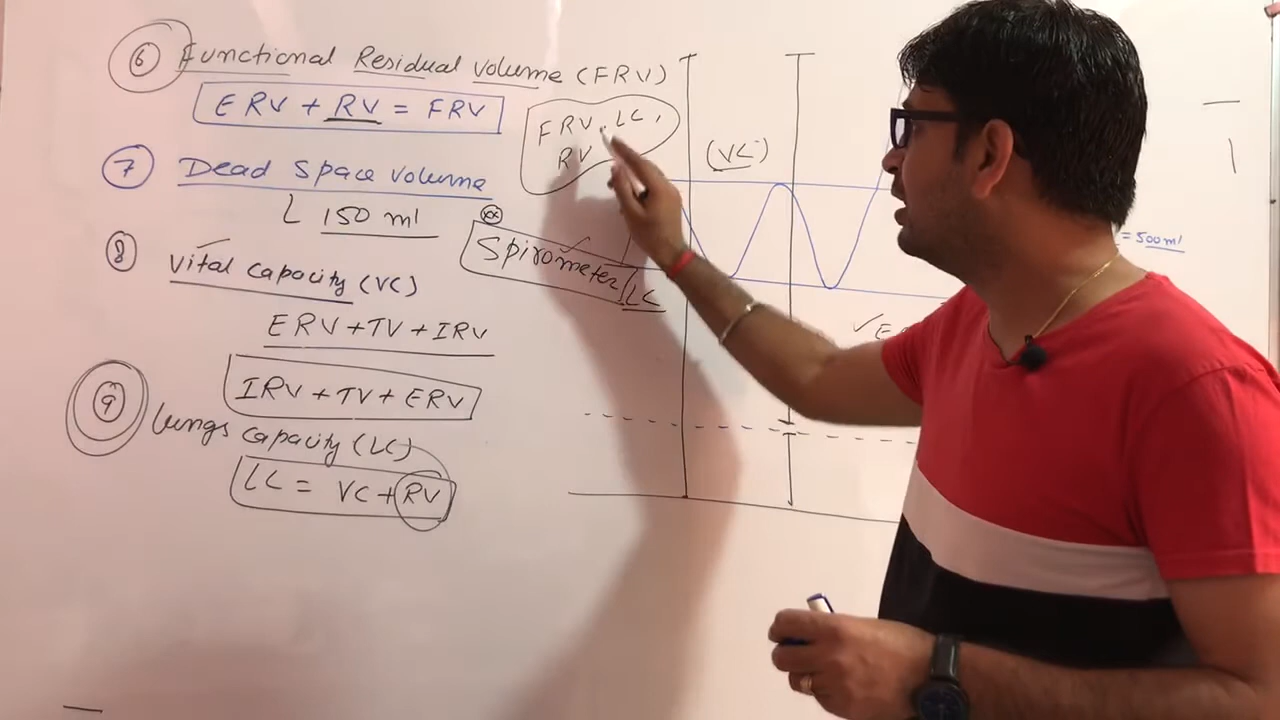 6 Functional Residual Volume (FRV)
ERV + RV = FRV
FRV, LC,
RV
(VC)
7 Dead Space volume
150 ml
= 500 ml
xx
Spirometer/LC
8 Vital capacity (VC)
ERV + TV + IRV
IRV + TV + ERV
9 Lungs capacity (LC)
LC = VC + RV